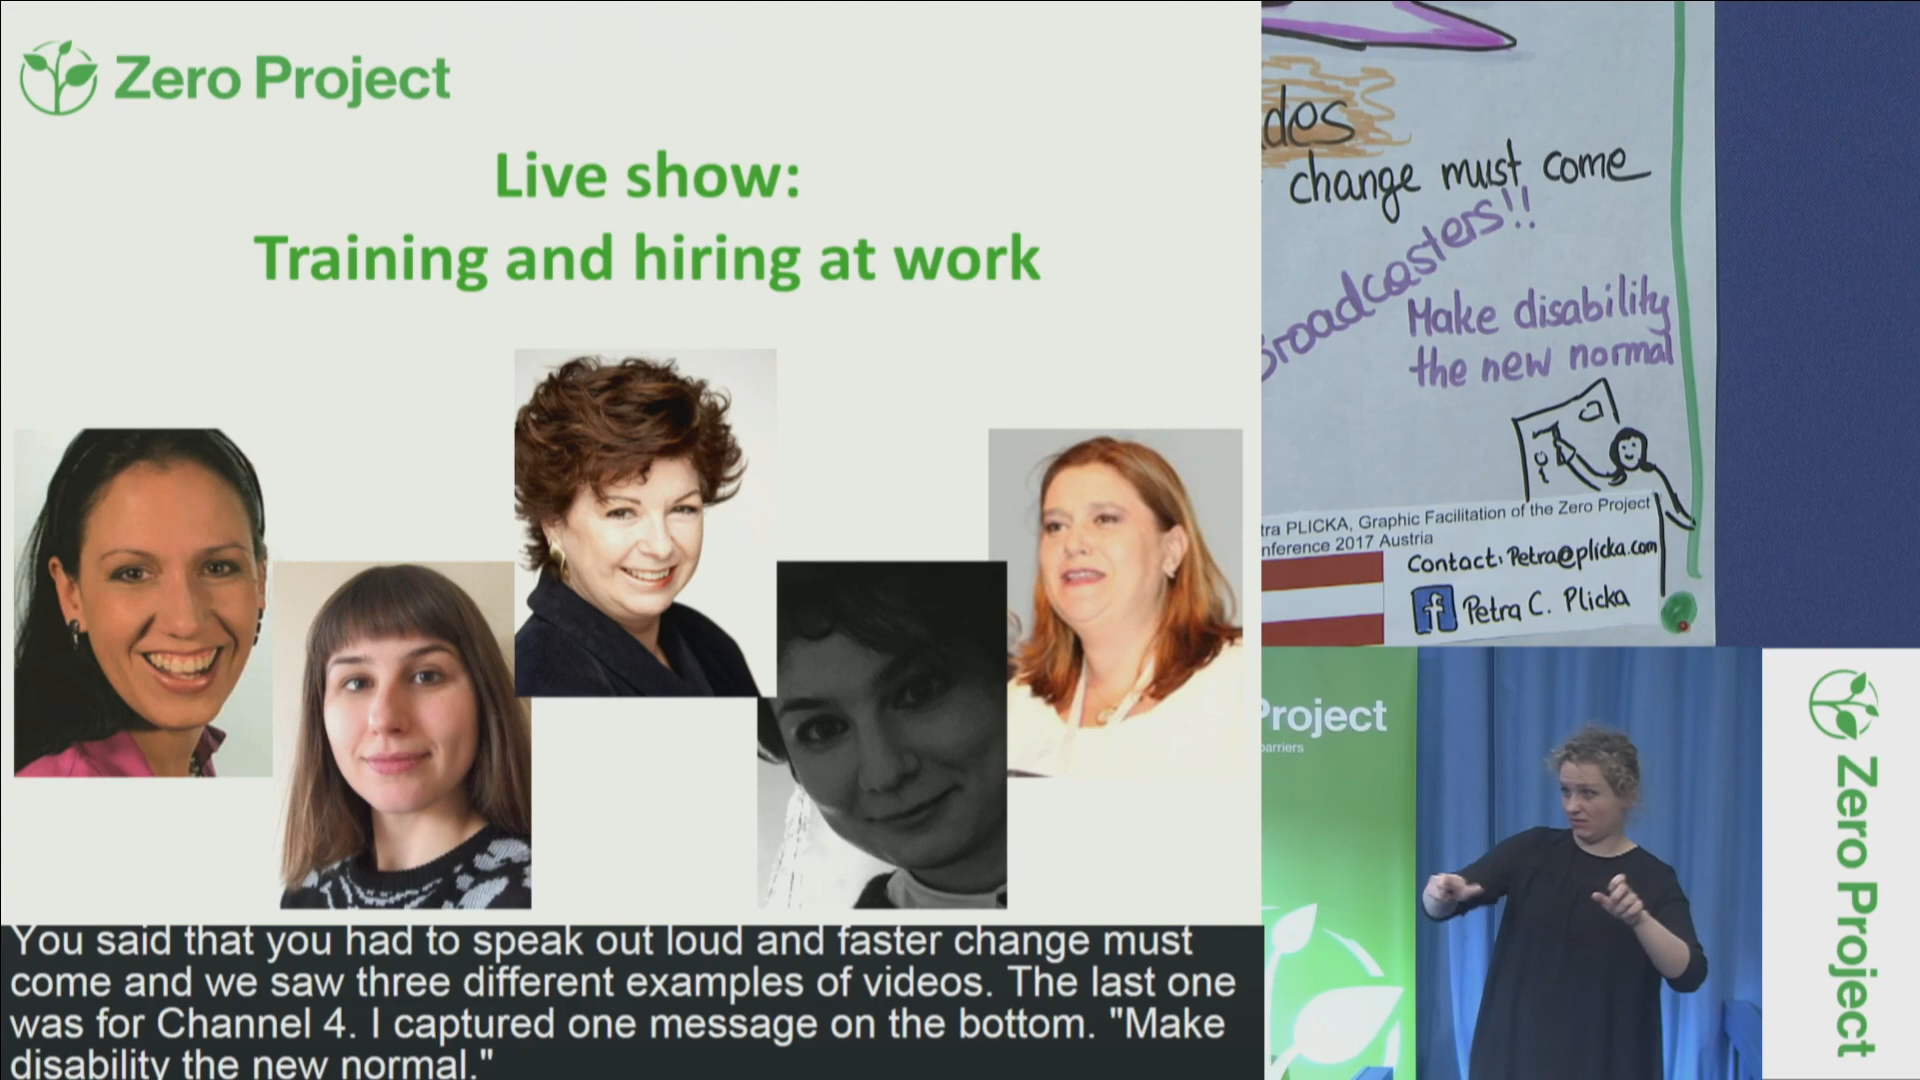 Zero Project
Live show:
Training and hiring at work
You said that you had to speak out loud and faster change must
come and we saw three different examples of videos. The last one
was for Channel 4. I captured one message on the bottom. "Make
disability the new normal."
change must come
Broadcasters!!
Make disability
the new normal
PLICKA, Graphic Facilitation of the Zero Project
2017 Austria
Contact: Petra@plicka.com
f Petra C. Plicka
Project
barriers
Zero Project